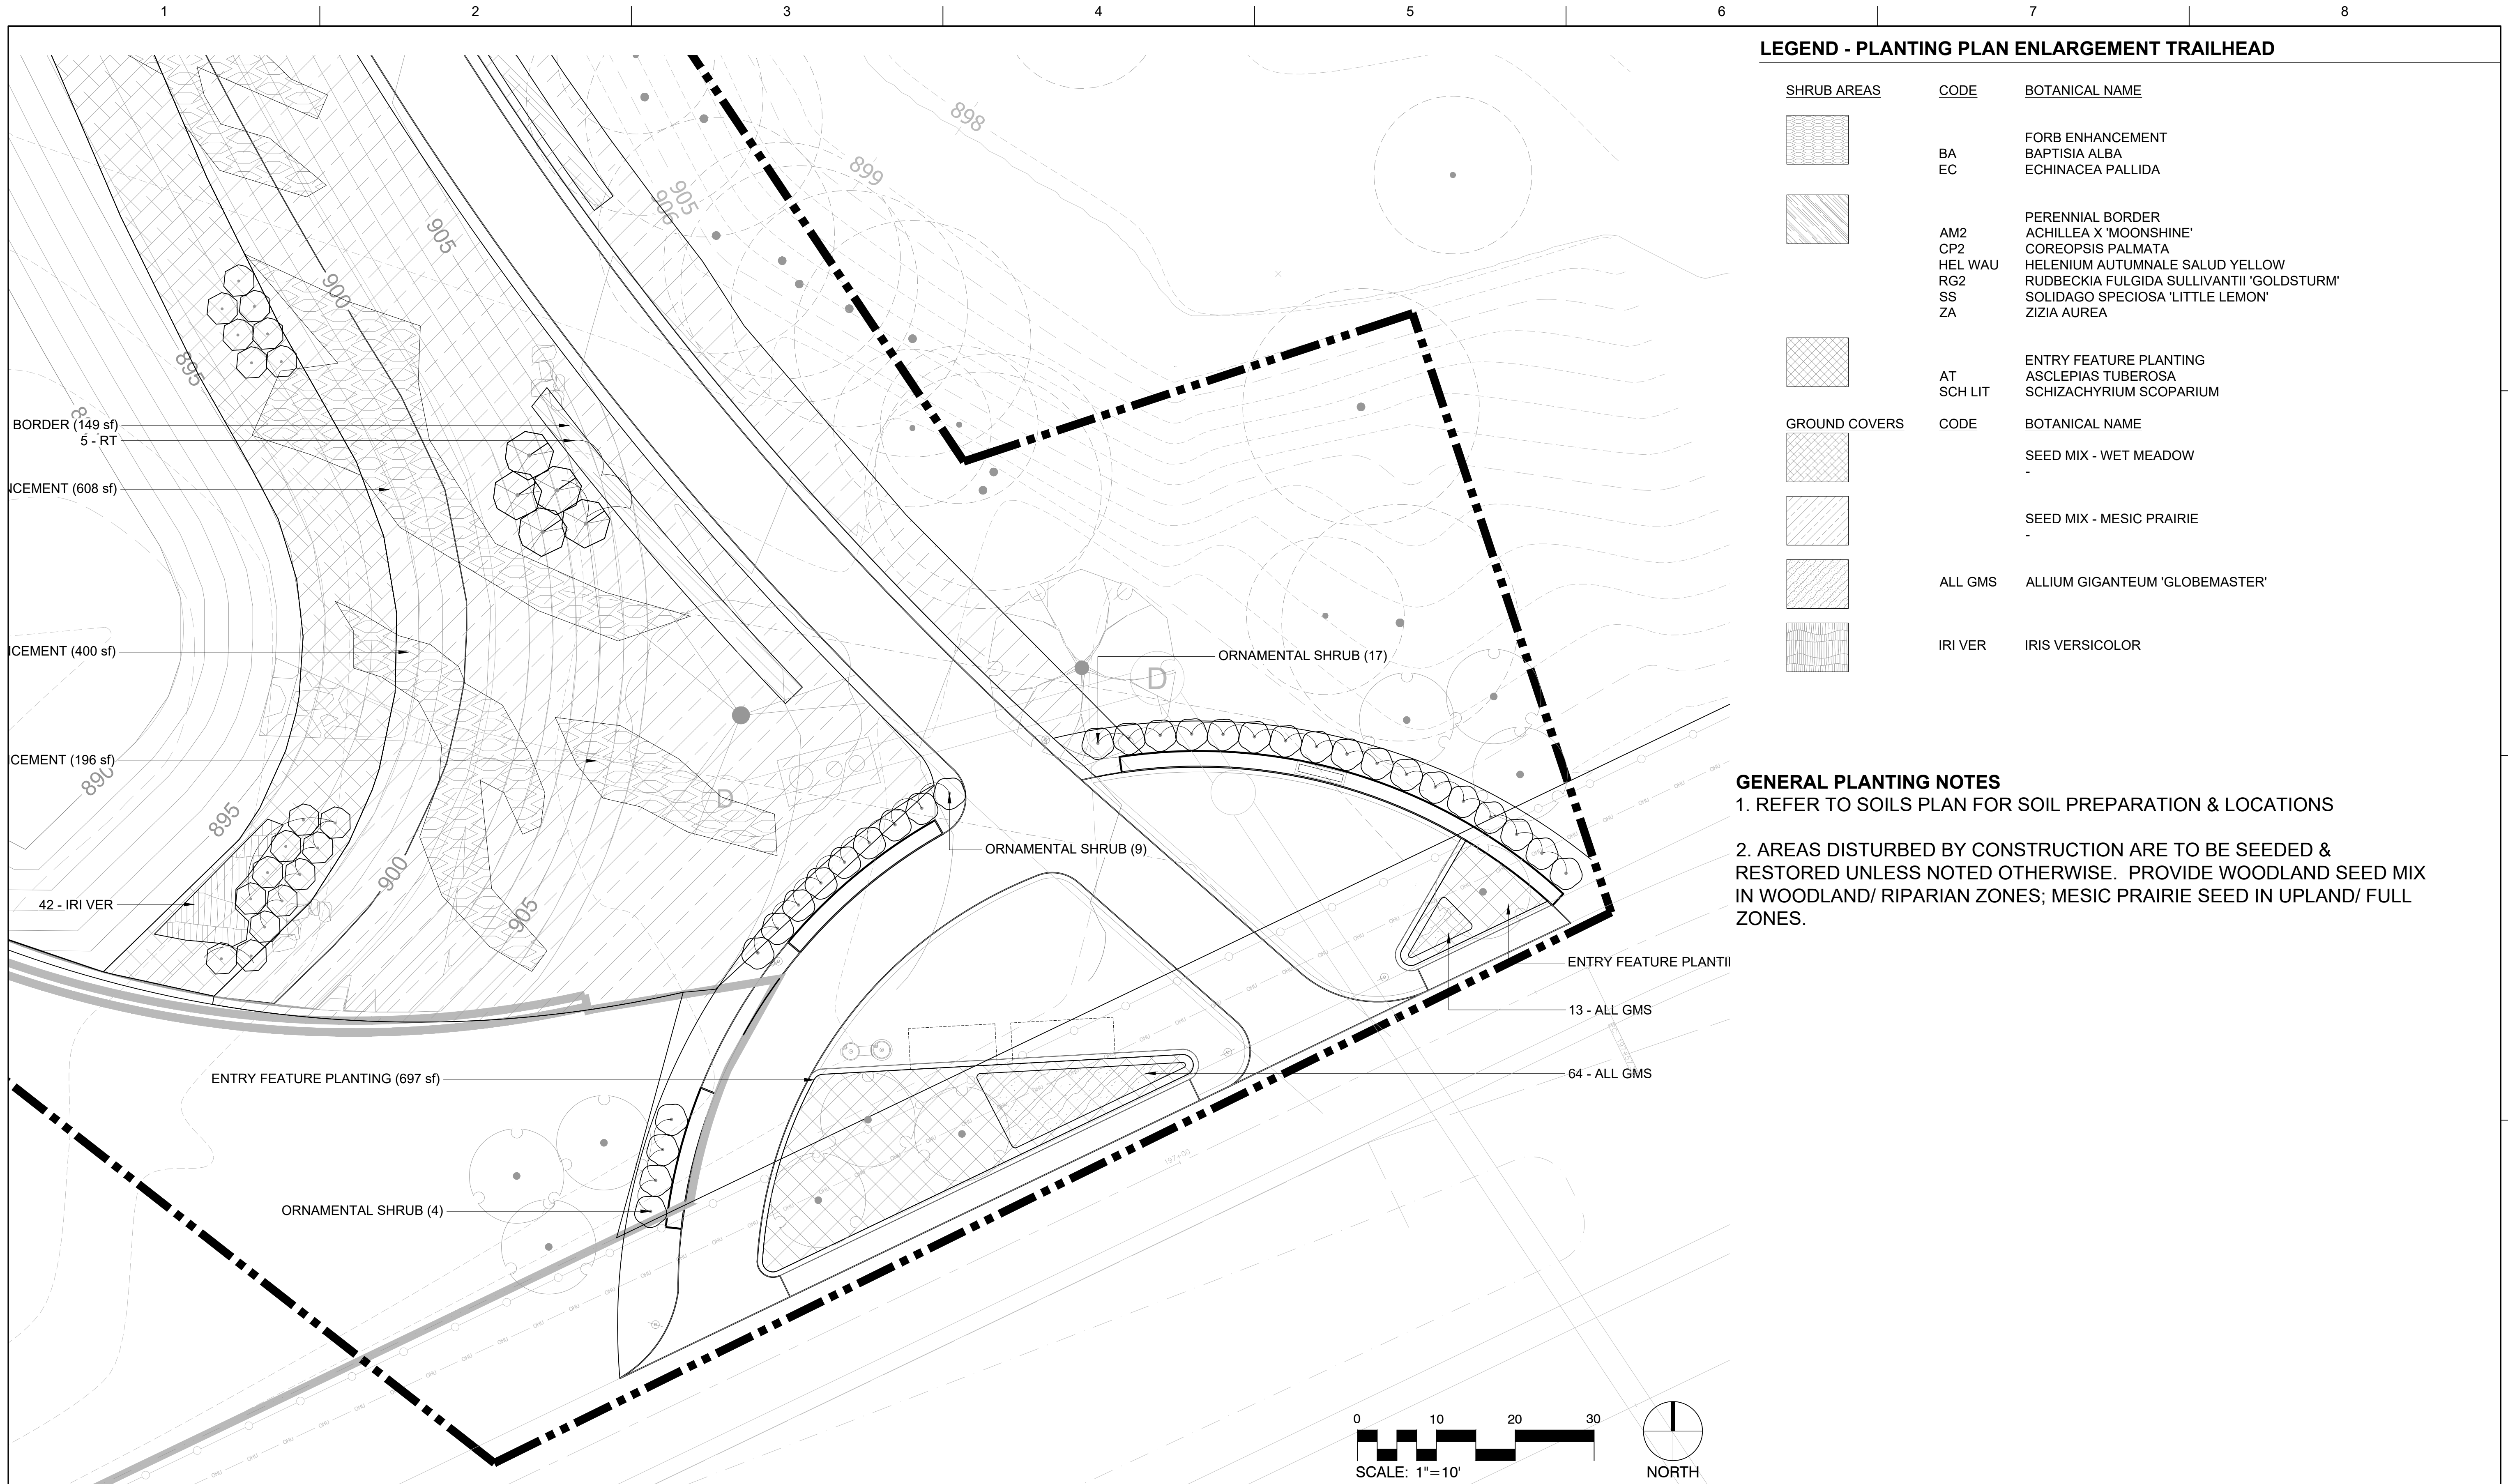 1 2 3 4 5 6 7 8
LEGEND - PLANTING PLAN ENLARGEMENT TRAILHEAD
SHRUB AREAS CODE BOTANICAL NAME
FORB ENHANCEMENT
BA BAPTISIA ALBA
EC ECHINACEA PALLIDA
PERENNIAL BORDER
AM2 ACHILLEA X 'MOONSHINE'
CP2 COREOPSIS PALMATA
HEL WAU HELENIUM AUTUMNALE SALUD YELLOW
RG2 RUDBECKIA FULGIDA SULLIVANTII 'GOLDSTURM'
SS SOLIDAGO SPECIOSA 'LITTLE LEMON'
ZA ZIZIA AUREA
ENTRY FEATURE PLANTING
AT ASCLEPIAS TUBEROSA
SCH LIT SCHIZACHYRIUM SCOPARIUM
GROUND COVERS CODE BOTANICAL NAME
SEED MIX - WET MEADOW
-
SEED MIX - MESIC PRAIRIE
-
ALL GMS ALLIUM GIGANTEUM 'GLOBEMASTER'
IRI VER IRIS VERSICOLOR
GENERAL PLANTING NOTES
1. REFER TO SOILS PLAN FOR SOIL PREPARATION & LOCATIONS
2. AREAS DISTURBED BY CONSTRUCTION ARE TO BE SEEDED &
RESTORED UNLESS NOTED OTHERWISE. PROVIDE WOODLAND SEED MIX
IN WOODLAND/ RIPARIAN ZONES; MESIC PRAIRIE SEED IN UPLAND/ FULL
ZONES.
898
899
905
906
905
900
895
BORDER (149 sf)
5 - RT
NCEMENT (608 sf)
ICEMENT (400 sf)
CEMENT (196 sf)
890
895
900
905
42 - IRI VER
D
D
ORNAMENTAL SHRUB (17)
ORNAMENTAL SHRUB (9)
ENTRY FEATURE PLANTI
13 - ALL GMS
64 - ALL GMS
ENTRY FEATURE PLANTING (697 sf)
ORNAMENTAL SHRUB (4)
197+00
OHU
0 10 20 30
SCALE: 1"=10'
NORTH